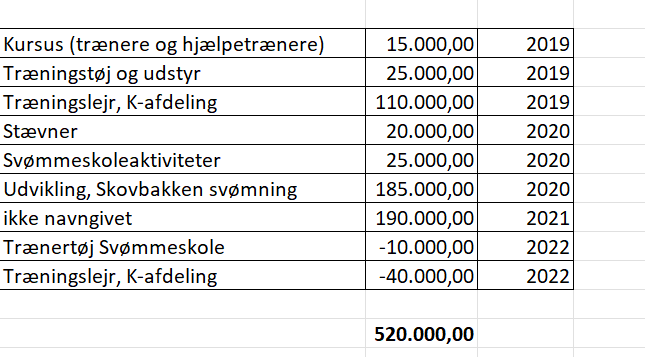 Kursus (trænere og hjælpetrænere) 15.000,00 2019
Træningstøj og udstyr 25.000,00 2019
Træningslejr, K-afdeling 110.000,00 2019
Stævner 20.000,00 2020
Svømmeskoleaktiviteter 25.000,00 2020
Udvikling, Skovbakken svømning 185.000,00 2020
ikke navngivet 190.000,00 2021
Trænertøj Svømmeskole -10.000,00 2022
Træningslejr, K-afdeling -40.000,00 2022
520.000,00